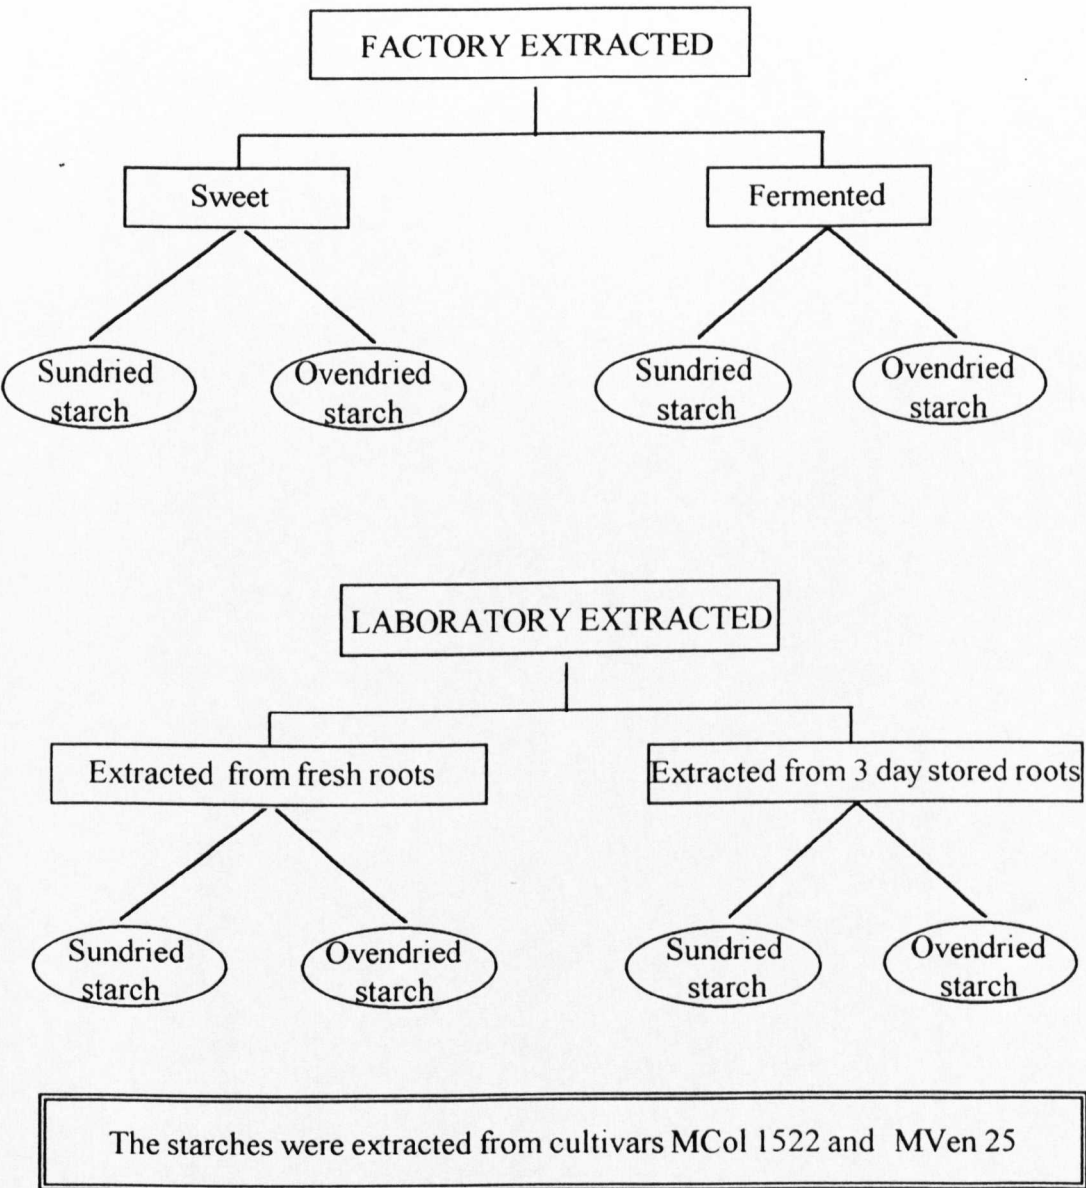 FACTORY EXTRACTED
Sweet
Fermented
Sundried
starch
Ovendried
starch
Sundried
starch
Ovendried
starch
LABORATORY EXTRACTED
Extracted from fresh roots
Extracted from 3 day stored roots
Sundried
starch
Ovendried
starch
Sundried
starch
Ovendried
starch
The starches were extracted from cultivars MCol 1522 and MVen 25